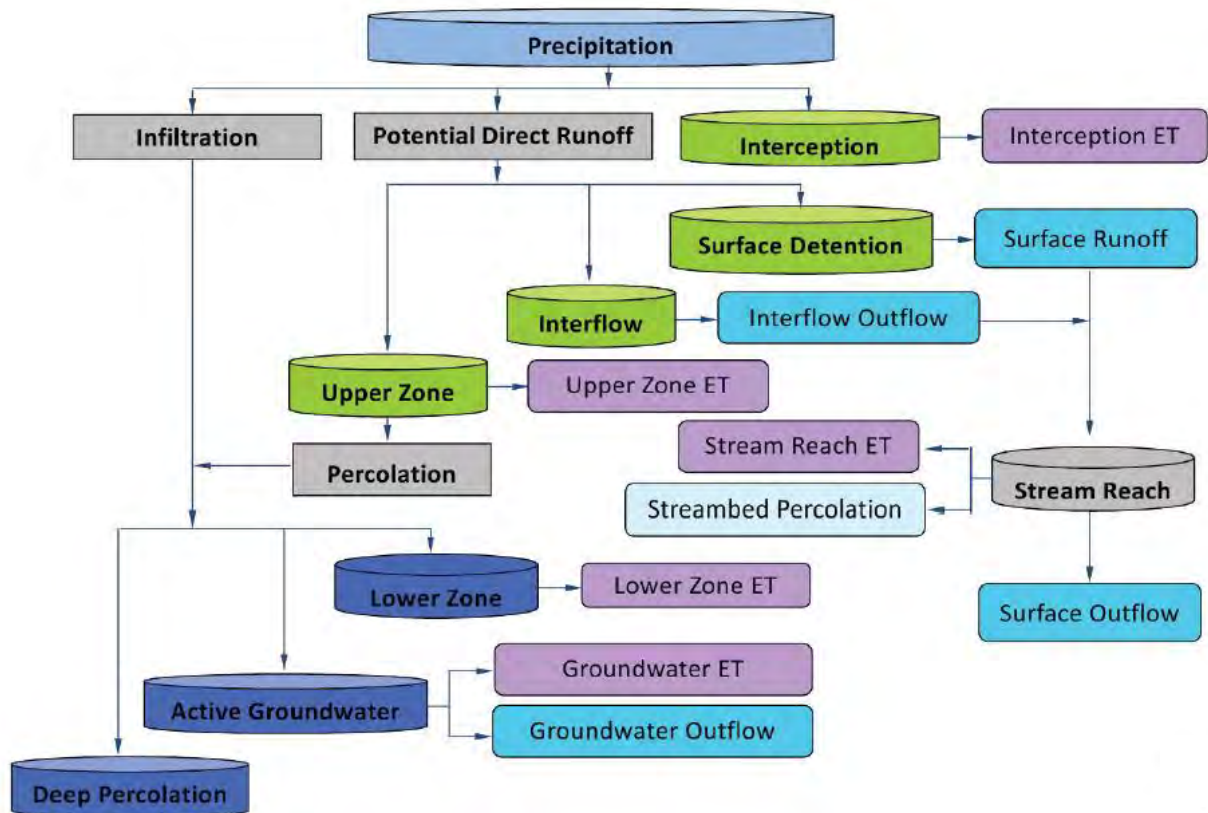 Precipitation
Infiltration
Potential Direct Runoff
Interception
Interception ET
Surface Detention
Surface Runoff
Interflow
Interflow Outflow
Upper Zone
Upper Zone ET
Stream Reach ET
Percolation
Stream Reach
Streambed Percolation
Lower Zone
Lower Zone ET
Surface Outflow
Groundwater ET
Active Groundwater
Groundwater Outflow
Deep Percolation